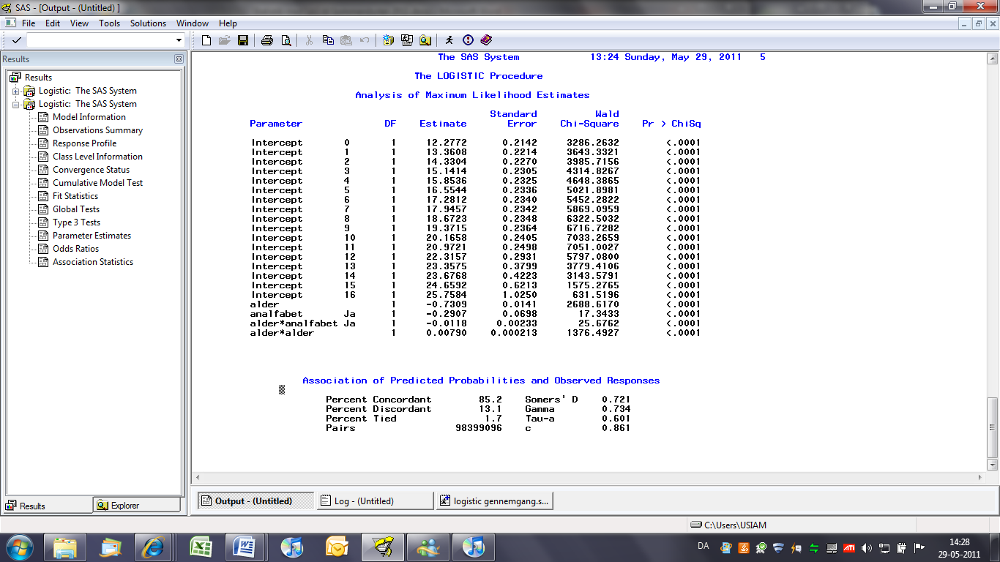 SAS - [Output - (Untitled) ]
File Edit View Tools Solutions Window Help
Results
Results
Logistic: The SAS System
Logistic: The SAS System
Model Information
Observations Summary
Response Profile
Class Level Information
Convergence Status
Cumulative Model Test
Fit Statistics
Global Tests
Type 3 Tests
Parameter Estimates
Odds Ratios
Association Statistics
The SAS System 13:24 Sunday, May 29, 2011 5
The LOGISTIC Procedure
Analysis of Maximum Likelihood Estimates
Standard Wald
Parameter DF Estimate Error Chi-Square Pr > ChiSq
Intercept 0 1 12.2772 0.2142 3286.2632 <.0001
Intercept 1 1 13.3608 0.2214 3643.3321 <.0001
Intercept 2 1 14.3304 0.2270 3985.7156 <.0001
Intercept 3 1 15.1414 0.2305 4314.8267 <.0001
Intercept 4 1 15.8536 0.2325 4648.3865 <.0001
Intercept 5 1 16.5544 0.2336 5021.8981 <.0001
Intercept 6 1 17.2812 0.2340 5452.2822 <.0001
Intercept 7 1 17.9457 0.2342 5869.0959 <.0001
Intercept 8 1 18.6723 0.2348 6322.5032 <.0001
Intercept 9 1 19.3715 0.2364 6716.7282 <.0001
Intercept 10 1 20.1658 0.2405 7033.2659 <.0001
Intercept 11 1 20.9721 0.2498 7051.0027 <.0001
Intercept 12 1 22.3157 0.2931 5797.0800 <.0001
Intercept 13 1 23.3575 0.3799 3779.4106 <.0001
Intercept 14 1 23.6768 0.4223 3143.5791 <.0001
Intercept 15 1 24.6592 0.6213 1575.2765 <.0001
Intercept 16 1 25.7584 1.0250 631.5196 <.0001
alder 1 -0.7309 0.0141 2688.6170 <.0001
analfabet Ja 1 -0.2907 0.0698 17.3433 <.0001
alder*analfabet Ja 1 -0.0118 0.00233 25.6762 <.0001
alder*alder 1 0.00790 0.000213 1376.4927 <.0001
Association of Predicted Probabilities and Observed Responses
Percent Concordant 85.2 Somers' D 0.721
Percent Discordant 13.1 Gamma 0.734
Percent Tied 1.7 Tau-a 0.601
Pairs 98399096 c 0.861
Results Explorer
Output - (Untitled) Log - (Untitled) logistic gennemgang.s...
C:\Users\USIAM
DA ATI 14:28
29-05-2011